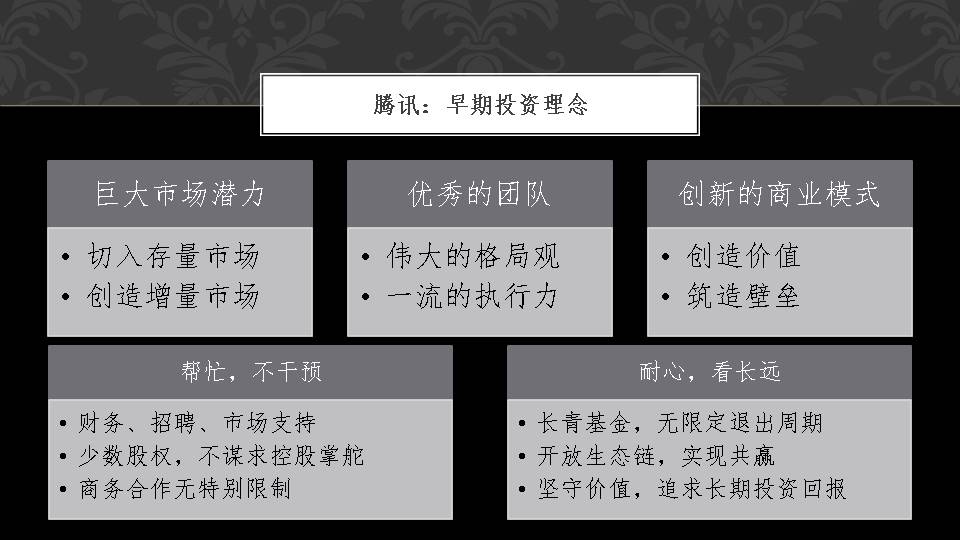 腾讯：早期投资理念
巨大市场潜力
• 切入存量市场
• 创造增量市场
优秀的团队
• 伟大的格局观
• 一流的执行力
创新的商业模式
• 创造价值
• 筑造壁垒
帮忙，不干预
• 财务、招聘、市场支持
• 少数股权，不谋求控股掌舵
• 商务合作无特别限制
耐心，看长远
• 长青基金，无限定退出周期
• 开放生态链，实现共赢
• 坚守价值，追求长期投资回报